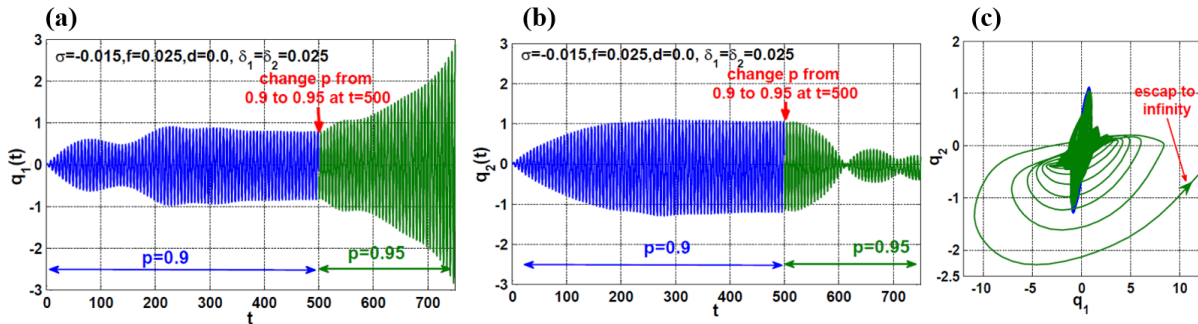 (a)
3
2
1
0
-1
-2
-3
q1(t)
σ=-0.015,f=0.025,d=0.0, δ1=δ2=0.025
change p from
0.9 to 0.95 at t=500
p=0.9
p=0.95
0 100 200 300 400 500 600 700
t
(b)
3
2
1
0
-1
-2
-3
q2(t)
σ=-0.015,f=0.025,d=0.0, δ1=δ2=0.025
change p from
0.9 to 0.95 at t=500
p=0.9
p=0.95
0 100 200 300 400 500 600 700
t
(c)
2
1
0
-1
-2
-2.5
q2
escap to
infinity
-10 -5 0 5 10
q1